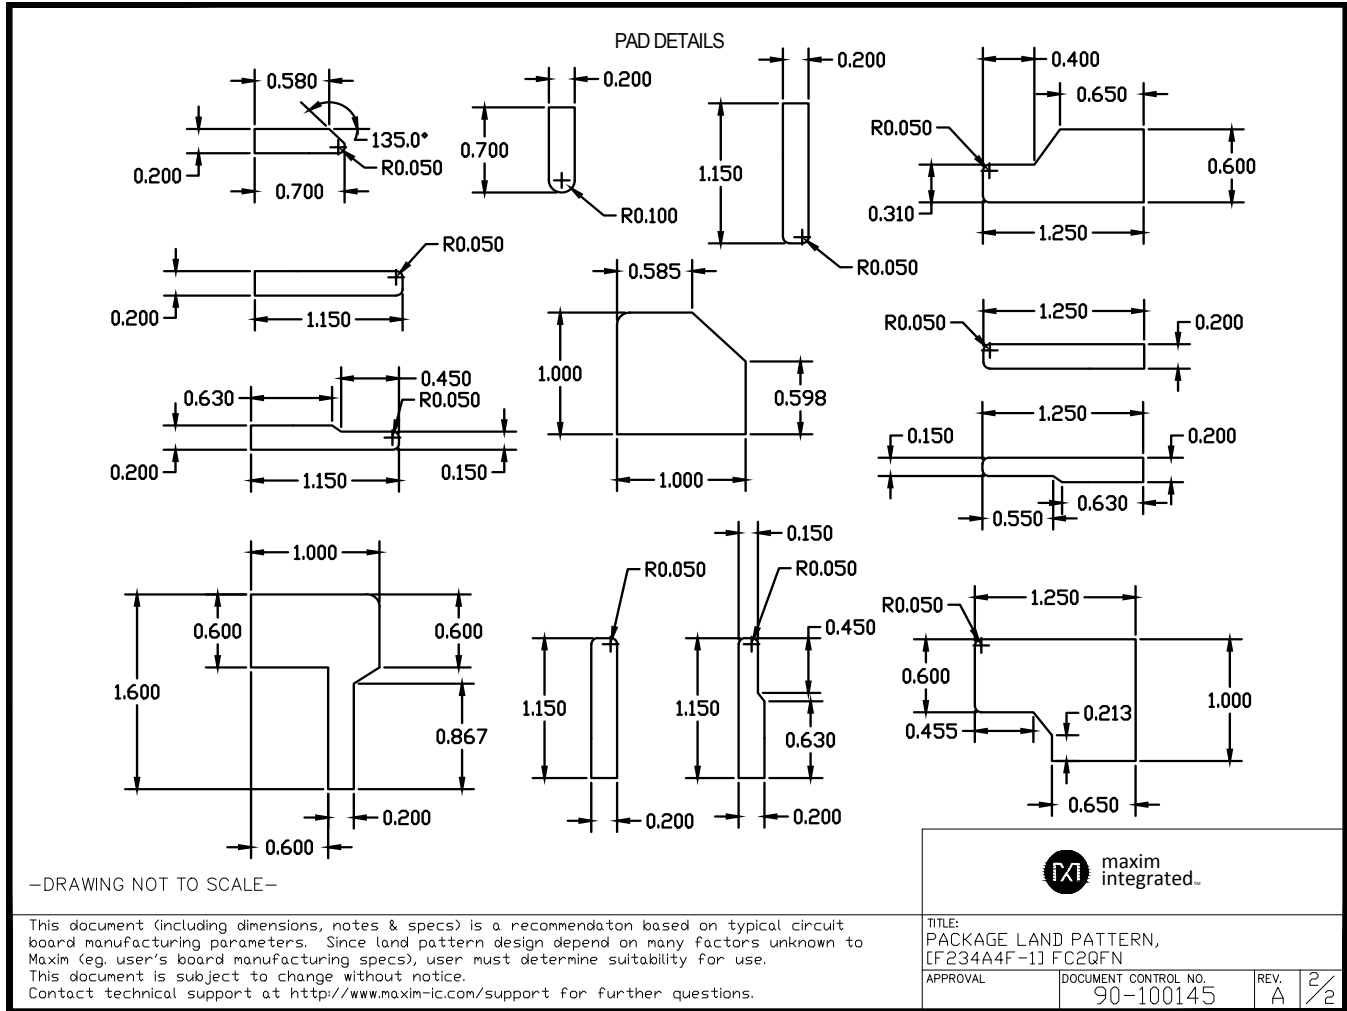 PAD DETAILS
0.580
135.0°
R0.050
0.200
0.700
0.200
0.700
R0.100
0.200
1.150
R0.050
0.400
0.650
R0.050
0.600
0.310
1.250
R0.050
0.200
1.150
0.585
1.000
0.598
1.000
1.250
R0.050
0.200
0.450
0.630
R0.050
0.200
1.150
0.150
1.250
0.150
0.200
0.630
0.550
1.000
0.600
0.600
1.600
0.867
0.200
0.600
R0.050
1.150
0.200
0.150
R0.050
0.450
1.150
0.630
0.200
1.250
R0.050
0.600
1.000
0.213
0.455
0.650
-DRAWING NOT TO SCALE-
This document (including dimensions, notes & specs) is a recommendaton based on typical circuit
board manufacturing parameters. Since land pattern design depend on many factors unknown to
Maxim (eg. user's board manufacturing specs), user must determine suitability for use.
This document is subject to change without notice.
Contact technical support at http://www.maxim-ic.com/support for further questions.
maxim
integrated™
TITLE:
PACKAGE LAND PATTERN,
[F234A4F-1] FC2QFN
APPROVAL
DOCUMENT CONTROL NO.
90-100145
REV.
A
2/2